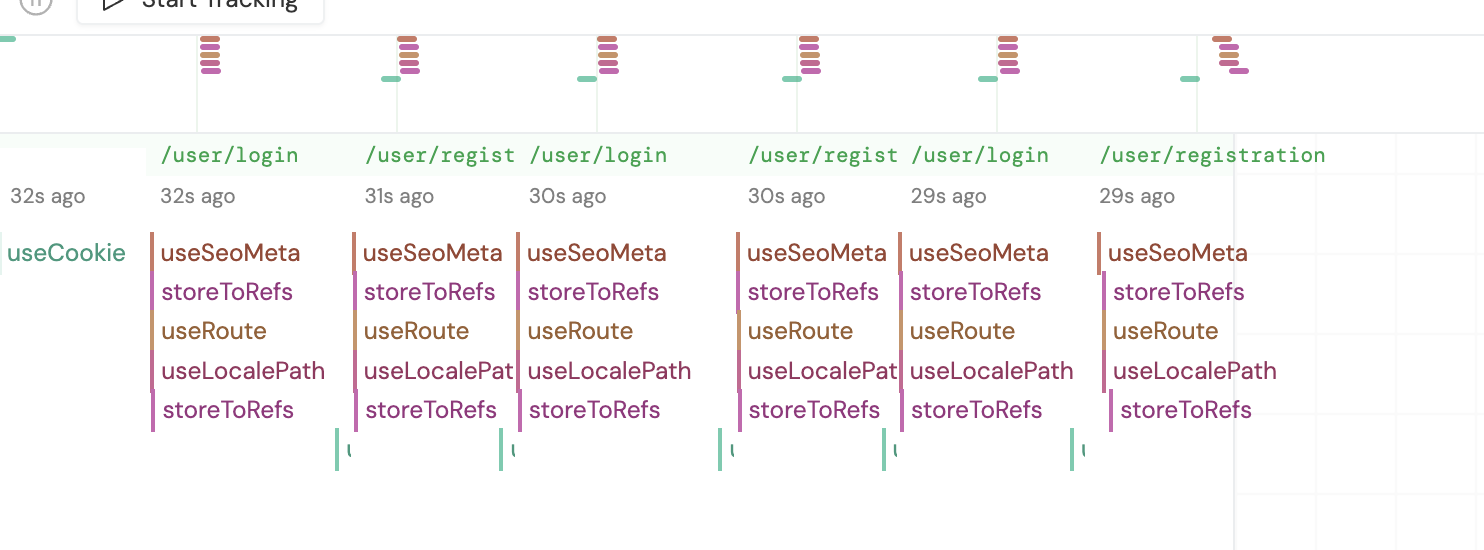 Start Tracking
/user/login /user/regist /user/login /user/regist /user/login /user/registration
32s ago 32s ago 31s ago 30s ago 30s ago 29s ago 29s ago
useCookie useSeoMeta useSeoMeta useSeoMeta useSeoMeta useSeoMeta useSeoMeta
storeToRefs storeToRefs storeToRefs storeToRefs storeToRefs storeToRefs
useRoute useRoute useRoute useRoute useRoute useRoute
useLocalePath useLocalePat useLocalePath useLocalePat useLocalePath useLocalePath
storeToRefs storeToRefs storeToRefs storeToRefs storeToRefs storeToRefs